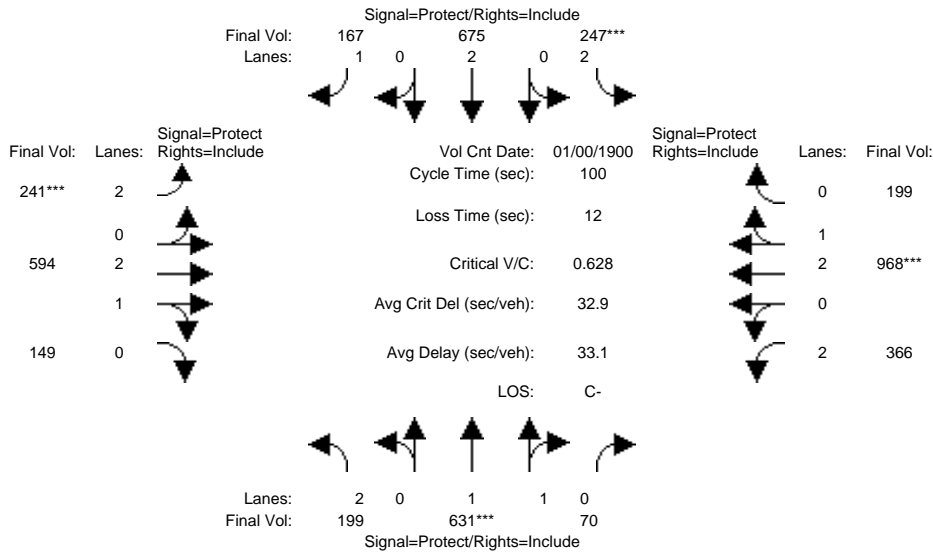 Signal=Protect/Rights=Include
Final Vol: 167 675 247***
Lanes: 1 0 2 0 2
Signal=Protect Signal=Protect
Final Vol: Lanes: Rights=Include Vol Cnt Date: 01/00/1900 Rights=Include Lanes: Final Vol:
Cycle Time (sec): 100
241*** 2 0 199
Loss Time (sec): 12
0 1
594 2 Critical V/C: 0.628 2 968***
1 Avg Crit Del (sec/veh): 32.9 0
149 0 Avg Delay (sec/veh): 33.1 2 366
LOS: C-
Lanes: 2 0 1 1 0
Final Vol: 199 631*** 70
Signal=Protect/Rights=Include